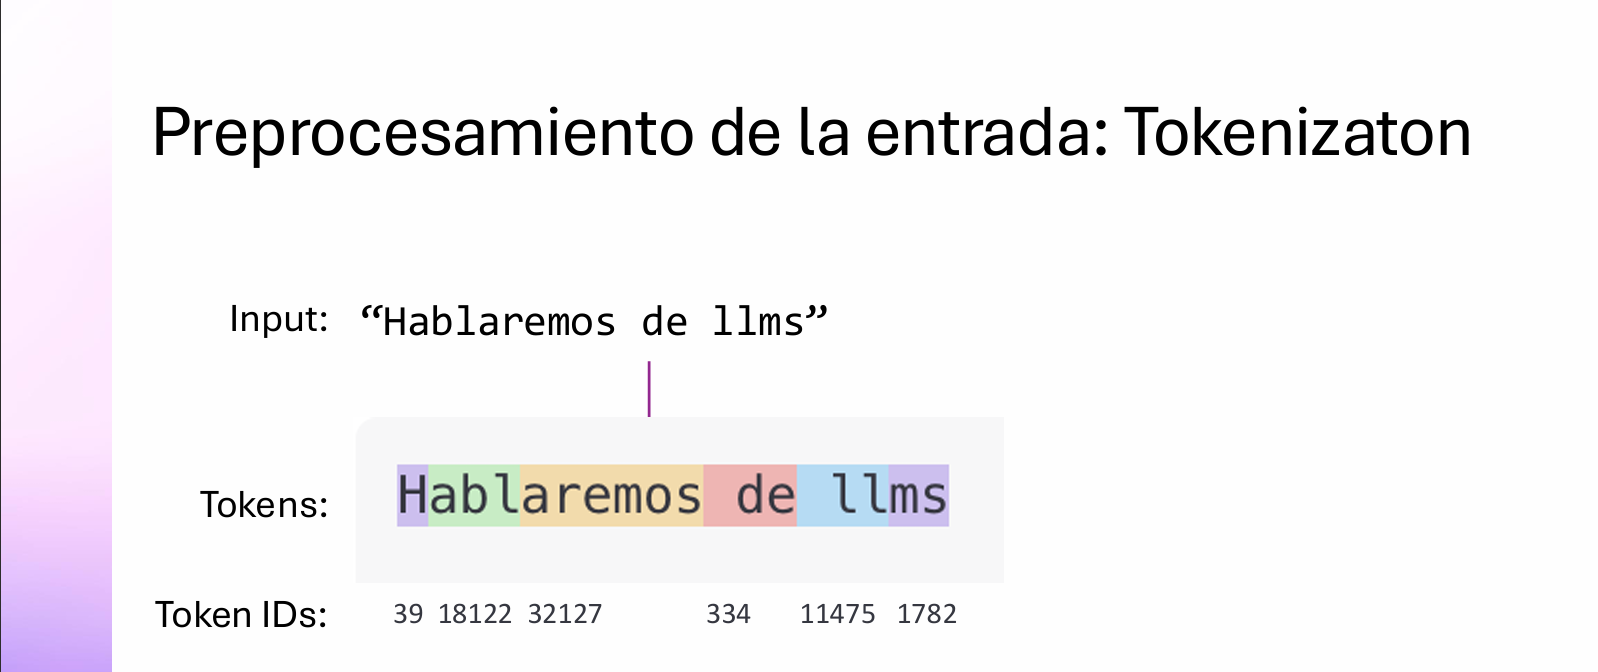 Preprocesamiento de la entrada: Tokenizaton
Input: “Hablaremos de llms”
Tokens: Hablaremos de llms
Token IDs: 39 18122 32127 334 11475 1782